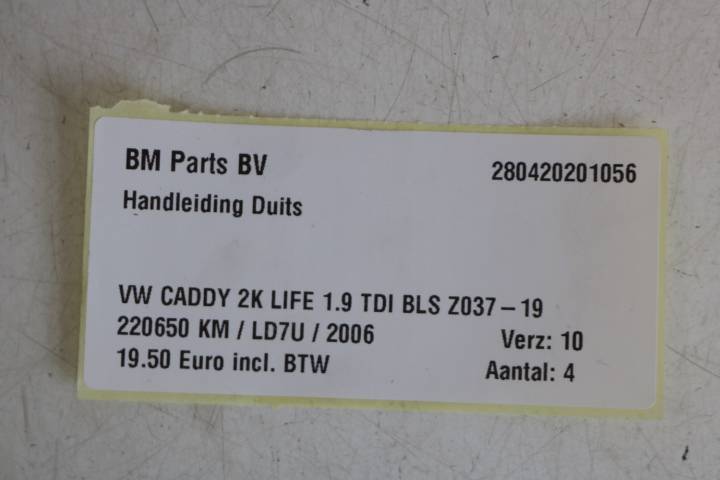 BM Parts BV 280420201056
Handleiding Duits
VW CADDY 2K LIFE 1.9 TDI BLS Z037-19
220650 KM / LD7U / 2006 Verz: 10
19.50 Euro incl. BTW Aantal: 4